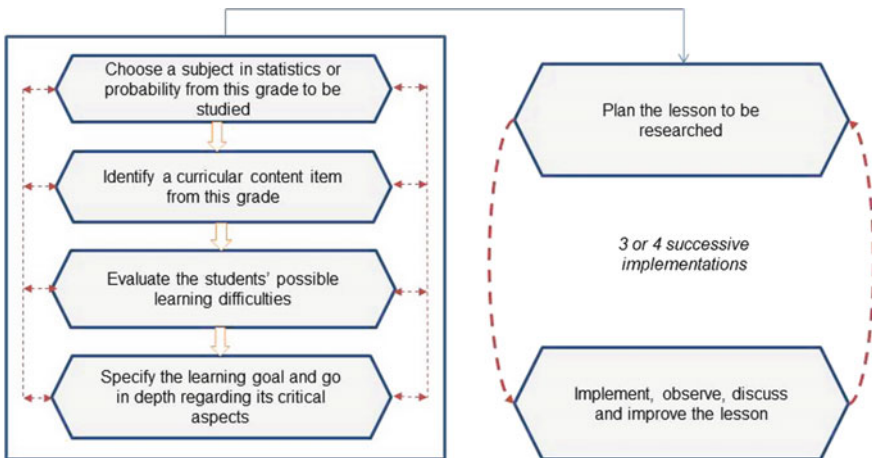 Choose a subject in statistics or
probability from this grade to be
studied
Identify a curricular content item
from this grade
Evaluate the students’ possible
learning difficulties
Specify the learning goal and go
in depth regarding its critical
aspects
Plan the lesson to be
researched
3 or 4 successive
implementations
Implement, observe, discuss
and improve the lesson